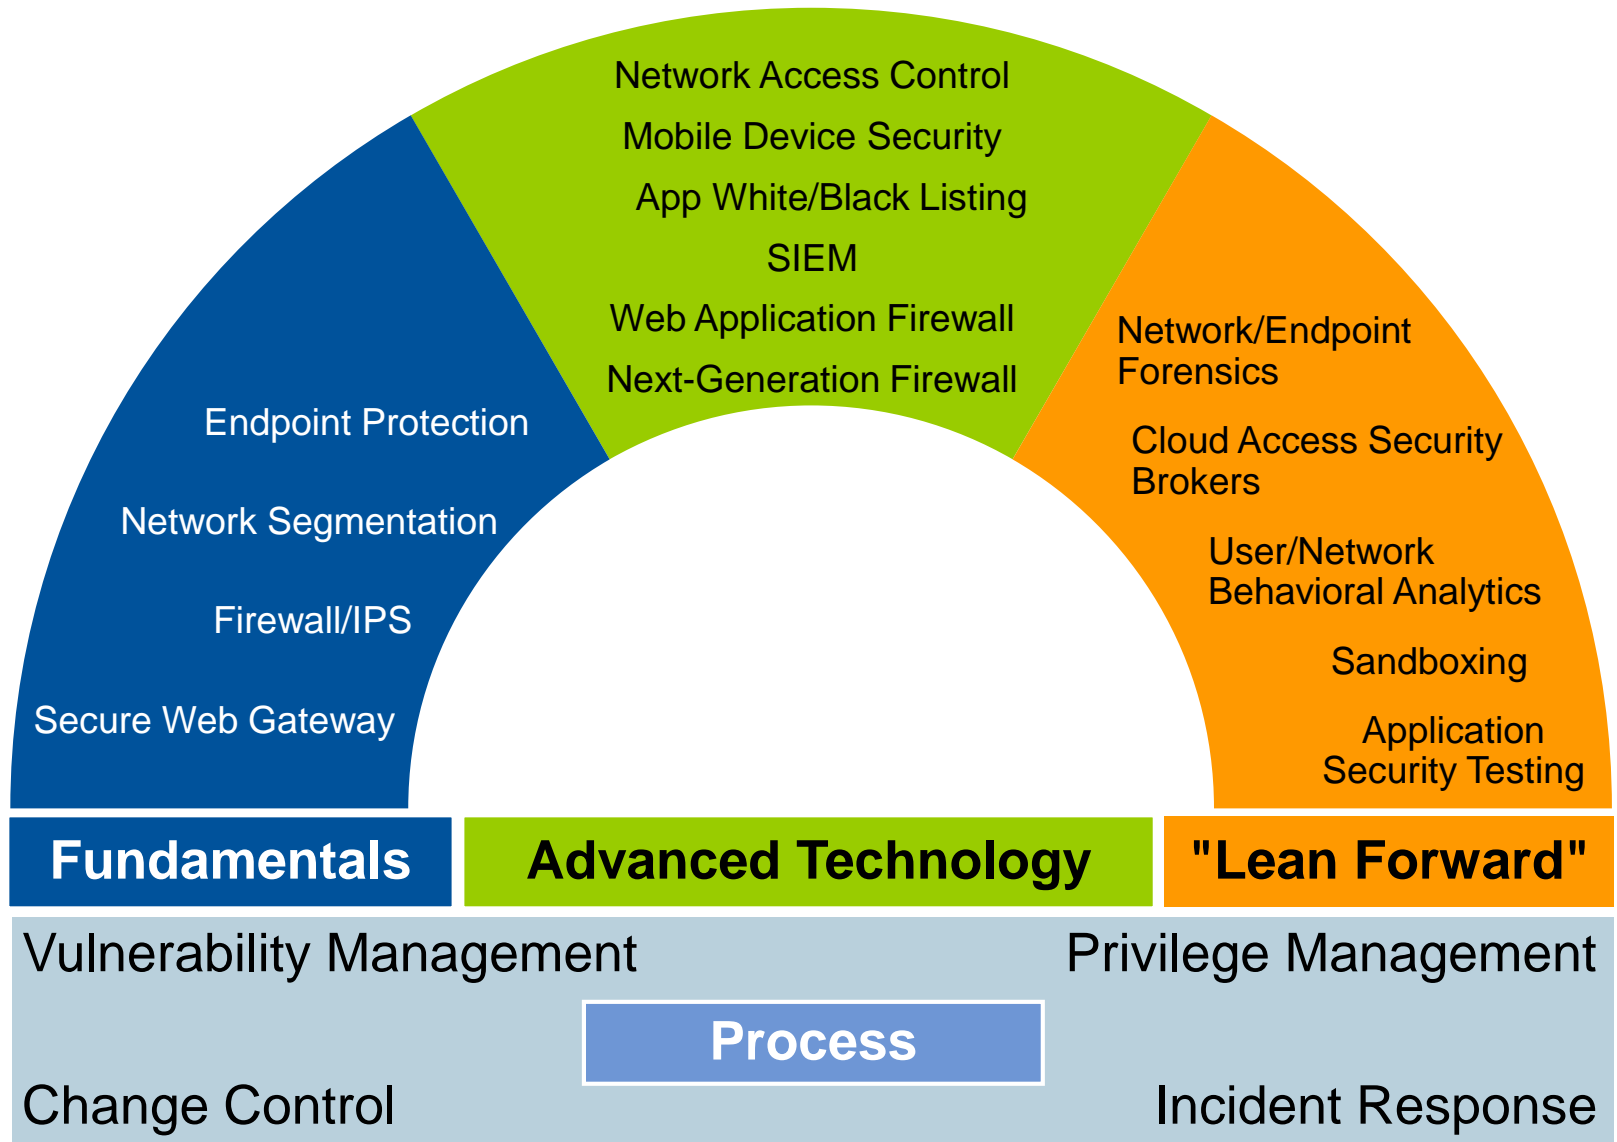 Network Access Control
Mobile Device Security
App White/Black Listing
SIEM
Web Application Firewall
Next-Generation Firewall
Endpoint Protection
Network Segmentation
Firewall/IPS
Secure Web Gateway
Network/Endpoint
Forensics
Cloud Access Security
Brokers
User/Network
Behavioral Analytics
Sandboxing
Application
Security Testing
Fundamentals
Advanced Technology
"Lean Forward"
Vulnerability Management
Privilege Management
Process
Change Control
Incident Response